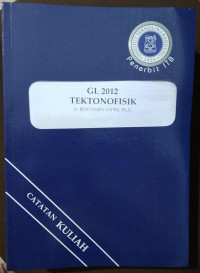 Penerbit ITB
GL 2012
TEKTONOFISIK
CATATAN KULIAH